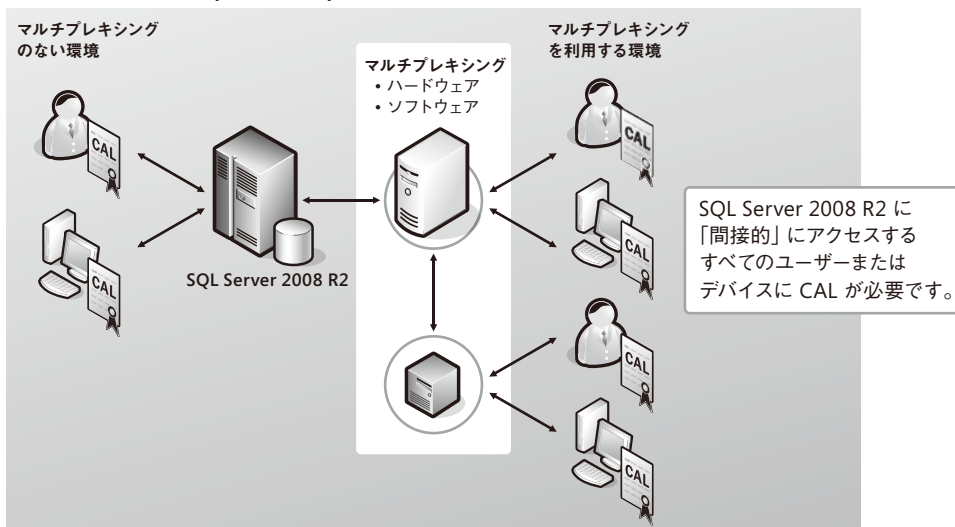 マルチプレキシング
のない環境
マルチプレキシング
• ハードウェア
• ソフトウェア
マルチプレキシング
を利用する環境
CAL
CAL
SQL Server 2008 R2
CAL
CAL
SQL Server 2008 R2 に
「間接的」にアクセスする
すべてのユーザーまたは
デバイスに CAL が必要です。
CAL
CAL